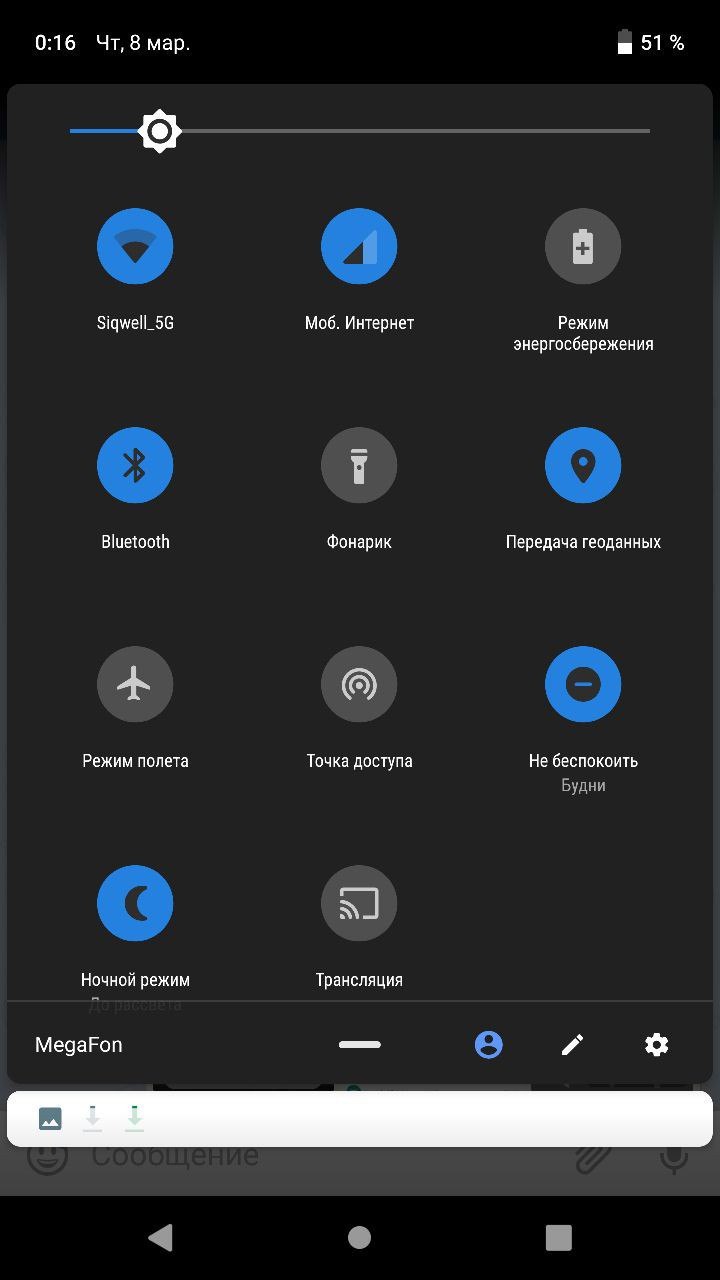 0:16 Чт, 8 мар. 51 %
Siqwell_5G
Моб. Интернет
Режим
энергосбережения
Bluetooth
Фонарик
Передача геоданных
Режим полета
Точка доступа
Не беспокоить
Будни
Ночной режим
До рассвета
Трансляция
MegaFon
Сообщение